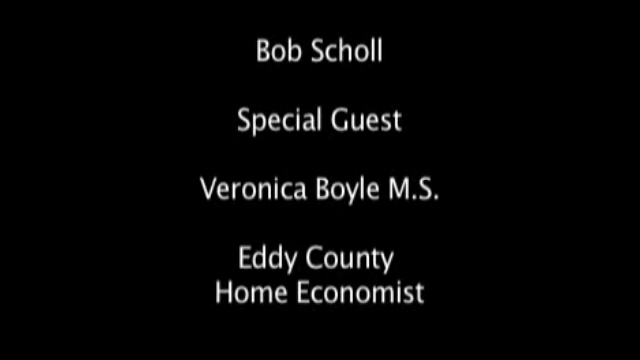 Bob Scholl
Special Guest
Veronica Boyle M.S.
Eddy County
Home Economist